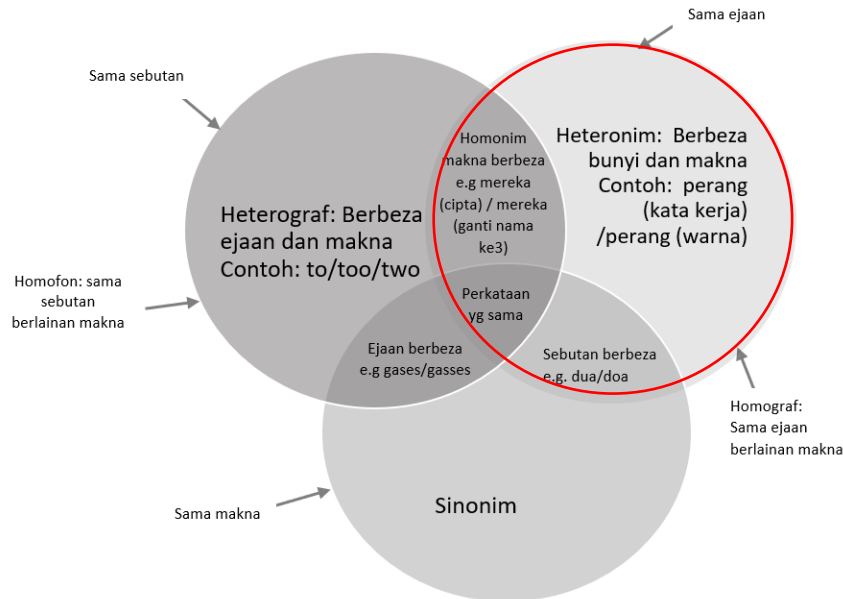 Sama ejaan
Sama sebutan
Homonim
makna berbeza
e.g mereka
(cipta) / mereka
(ganti nama
ke3)
Heteronim: Berbeza
bunyi dan makna
Contoh: perang
(kata kerja)
/perang (warna)
Heterograf: Berbeza
ejaan dan makna
Contoh: to/too/two
Homofon: sama
sebutan
berlainan makna
Perkataan
yg sama
Ejaan berbeza
e.g gases/gasses
Sebutan berbeza
e.g. dua/doa
Homograf:
Sama ejaan
berlainan makna
Sama makna
Sinonim